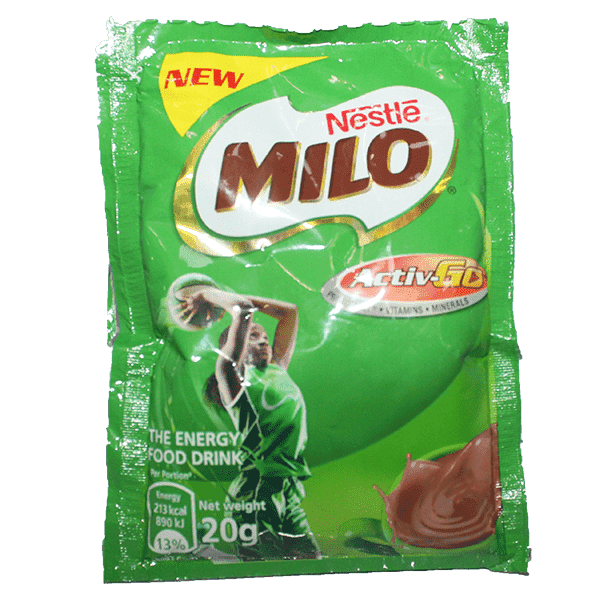 NEW
Nestlé
MILO
®
Activ-Go
• VITAMINS • MINERALS
THE ENERGY
FOOD DRINK
Per Portion*
Energy
213 kcal
890 kJ
13%
Net weight
20g